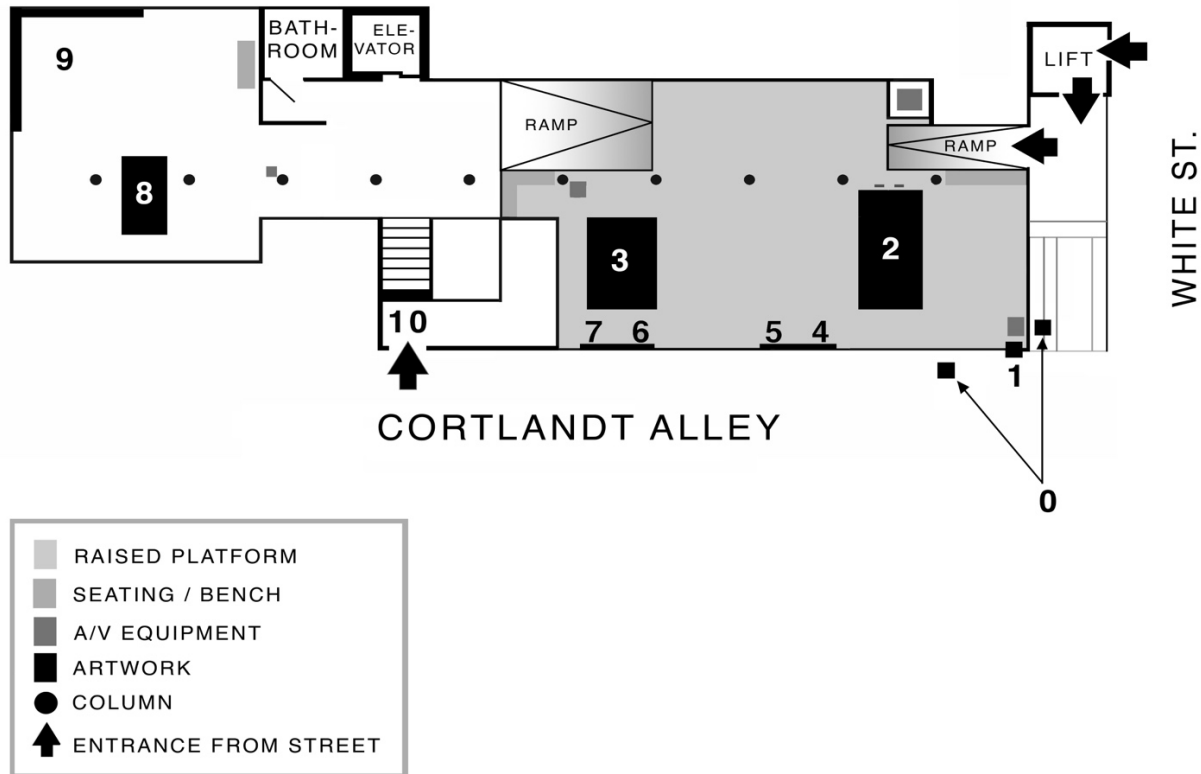 BATH-
ROOM
ELE-
VATOR
LIFT
9
RAMP
RAMP
8
3
2
WHITE ST.
10
7 6
5 4
1
CORTLANDT ALLEY
0
RAISED PLATFORM
SEATING / BENCH
A/V EQUIPMENT
ARTWORK
COLUMN
ENTRANCE FROM STREET